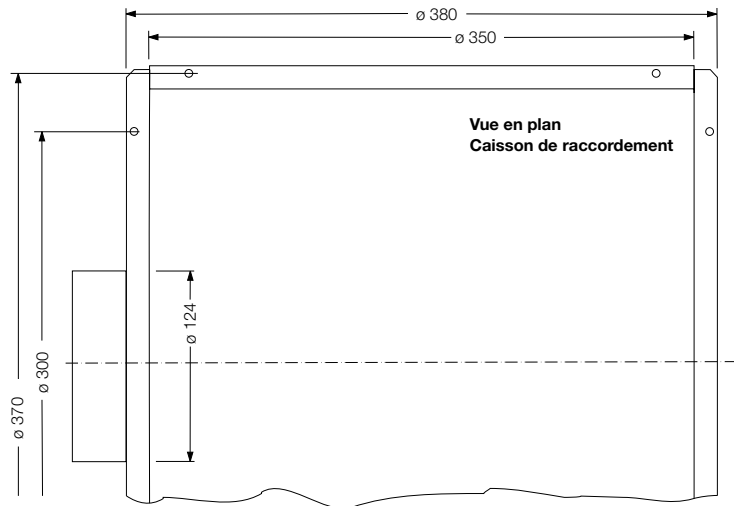 ø 380
ø 350
Vue en plan
Caisson de raccordement
ø 124
ø 300
ø 370